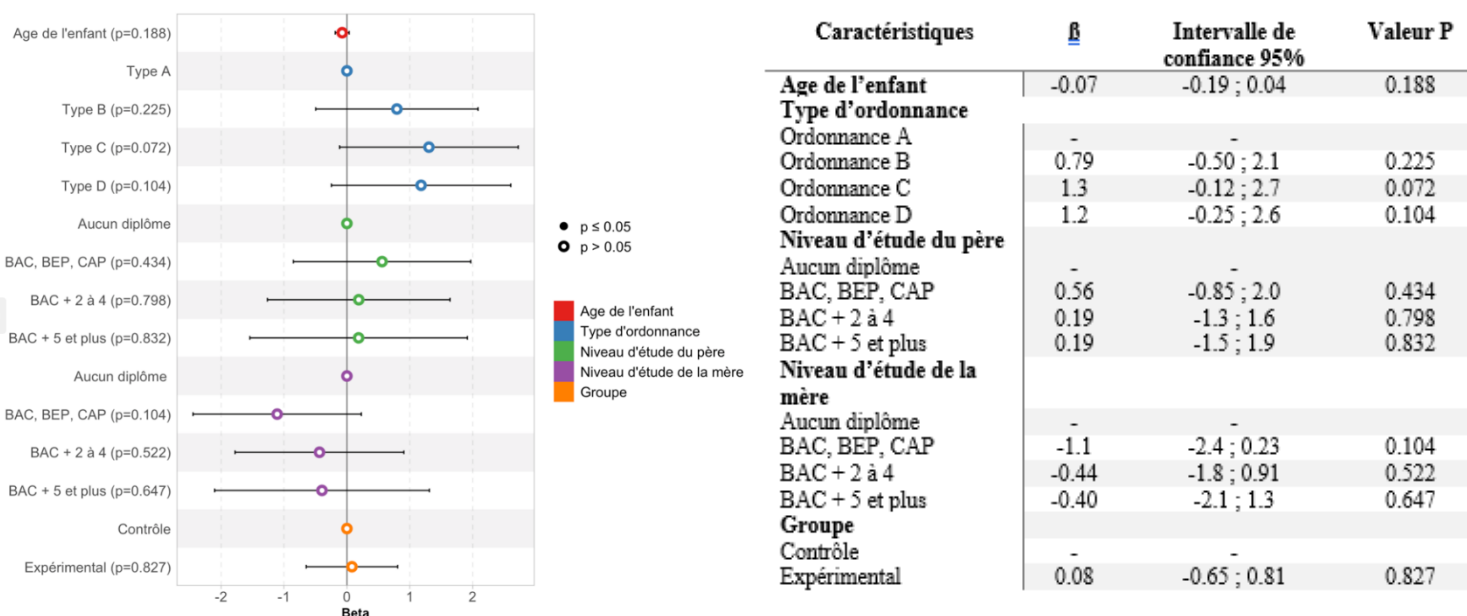 Age de l'enfant (p=0.188)
Type A
Type B (p=0.225)
Type C (p=0.072)
Type D (p=0.104)
Aucun diplôme
BAC, BEP, CAP (p=0.434)
BAC + 2 à 4 (p=0.798)
BAC + 5 et plus (p=0.832)
Aucun diplôme
BAC, BEP, CAP (p=0.104)
BAC + 2 à 4 (p=0.522)
BAC + 5 et plus (p=0.647)
Contrôle
Expérimental (p=0.827)
-2 -1 0 1 2
Beta
p ≤ 0.05
p > 0.05
Age de l'enfant
Type d'ordonnance
Niveau d'étude du père
Niveau d'étude de la mère
Groupe
Caractéristiques ß Intervalle de Valeur P
confiance 95%
Age de l’enfant -0.07 -0.19 ; 0.04 0.188
Type d’ordonnance
Ordonnance A - -
Ordonnance B 0.79 -0.50 ; 2.1 0.225
Ordonnance C 1.3 -0.12 ; 2.7 0.072
Ordonnance D 1.2 -0.25 ; 2.6 0.104
Niveau d’étude du père
Aucun diplôme - -
BAC, BEP, CAP 0.56 -0.85 ; 2.0 0.434
BAC + 2 à 4 0.19 -1.3 ; 1.6 0.798
BAC + 5 et plus 0.19 -1.5 ; 1.9 0.832
Niveau d’étude de la
mère
Aucun diplôme - -
BAC, BEP, CAP -1.1 -2.4 ; 0.23 0.104
BAC + 2 à 4 -0.44 -1.8 ; 0.91 0.522
BAC + 5 et plus -0.40 -2.1 ; 1.3 0.647
Groupe
Contrôle - -
Expérimental 0.08 -0.65 ; 0.81 0.827